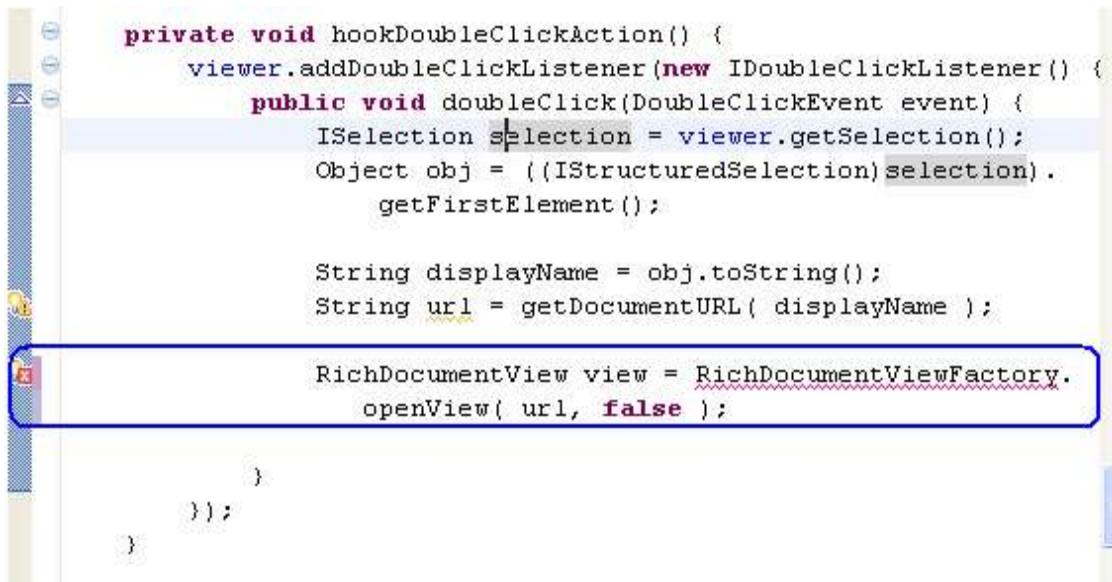 private void hookDoubleClickAction() {
viewer.addDoubleClickListener(new IDoubleClickListener() {
public void doubleClick(DoubleClickEvent event) {
ISelection selection = viewer.getSelection();
Object obj = ((IStructuredSelection)selection).
getFirstElement();
String displayName = obj.toString();
String url = getDocumentURL( displayName );
RichDocumentView view = RichDocumentViewFactory.
openView( url, false );
}
});
}